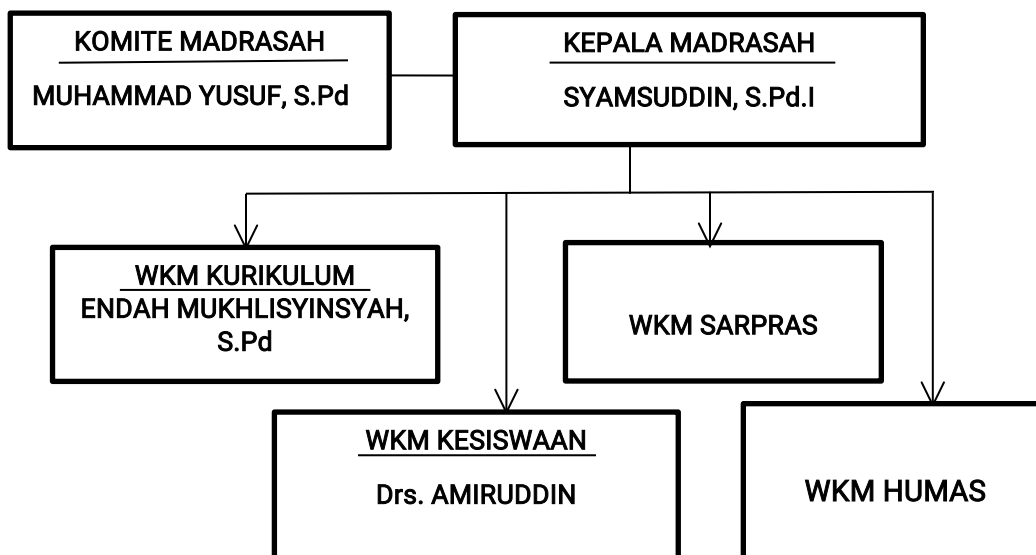 KOMITE MADRASAH
MUHAMMAD YUSUF, S.Pd
KEPALA MADRASAH
SYAMSUDDIN, S.Pd.I
WKM KURIKULUM
ENDAH MUKHLISYINSYAH,
S.Pd
WKM SARPRAS
WKM KESISWAAN
Drs. AMIRUDDIN
WKM HUMAS